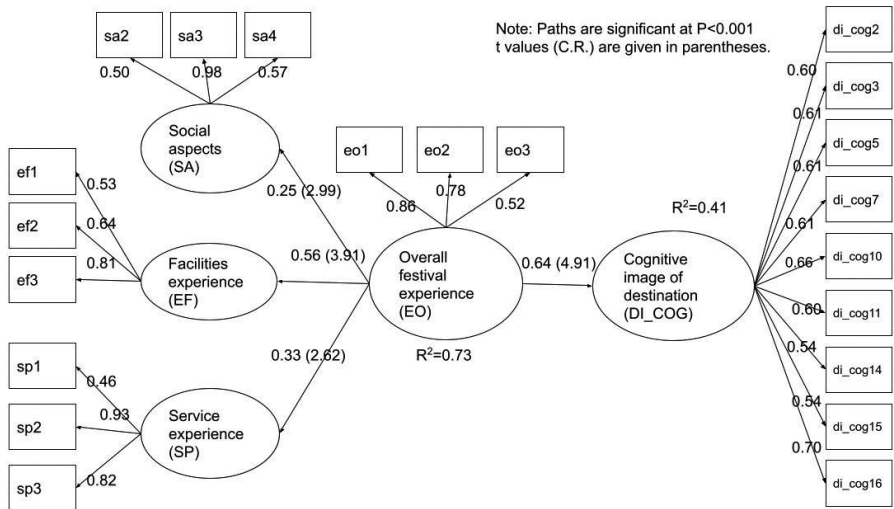 Note: Paths are significant at P<0.001
t values (C.R.) are given in parentheses.
sa2
sa3
sa4
0.50
0.98
0.57
Social
aspects
(SA)
ef1
ef2
ef3
0.53
0.64
0.81
Facilities
experience
(EF)
sp1
sp2
sp3
0.46
0.93
0.82
Service
experience
(SP)
0.25 (2.99)
0.56 (3.91)
0.33 (2.62)
eo1
eo2
eo3
0.86
0.78
0.52
Overall
festival
experience
(EO)
R²=0.73
0.64 (4.91)
R²=0.41
Cognitive
image of
destination
(DI_COG)
0.60
0.61
0.61
0.61
0.66
0.60
0.54
0.54
0.70
di_cog2
di_cog3
di_cog5
di_cog7
di_cog10
di_cog11
di_cog14
di_cog15
di_cog16